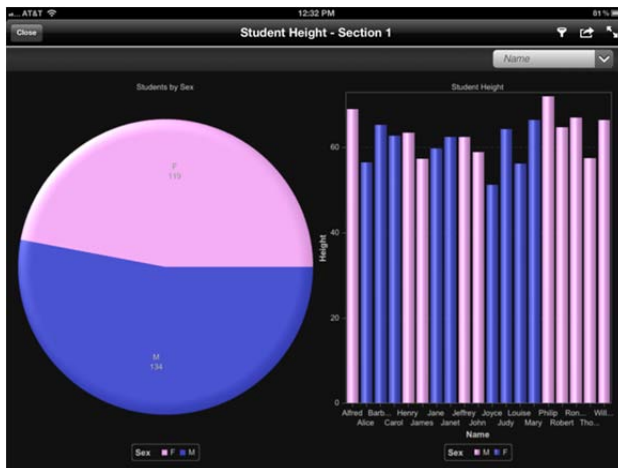 AT&T 12:32 PM 81%
Close Student Height - Section 1
Name
Students by Sex
F
119
M
134
Sex F M
Student Height
Height
60
40
20
0
Alfred Barb... Henry Jane Jeffrey Joyce Louise Philip Ron... Will...
Alice Carol James Janet John Judy Mary Robert Tho...
Name
Sex M F